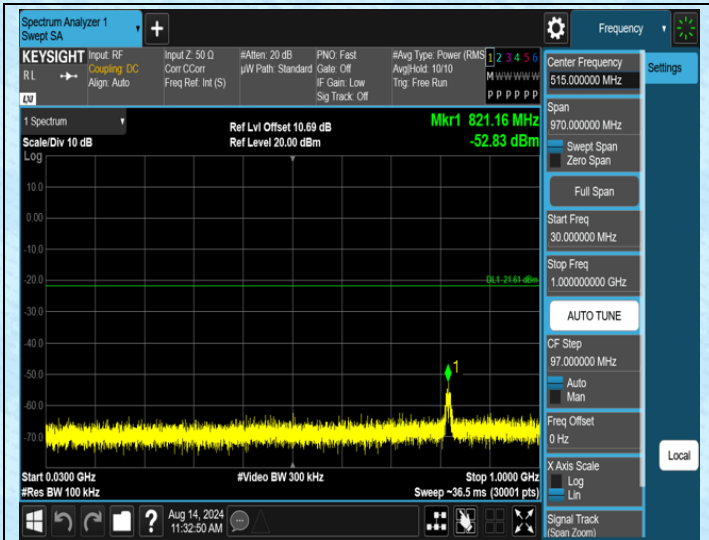 Spectrum Analyzer 1
Swept SA
Frequency
KEYSIGHT
RL
LXI
Input: RF
Coupling: DC
Align: Auto
Input Z: 50 Ω
Corr CCorr
Freq Ref: Int (S)
#Atten: 20 dB
µW Path: Standard
PNO: Fast
Gate: Off
IF Gain: Low
Sig Track: Off
#Avg Type: Power (RMS
Avg|Hold: 10/10
Trig: Free Run
1 2 3 4 5 6
M W W W W W
P P P P P P
1 Spectrum
Scale/Div 10 dB
Log
Ref Lvl Offset 10.69 dB
Ref Level 20.00 dBm
Mkr1 821.16 MHz
-52.83 dBm
10.0
0.00
-10.0
-20.0
DL1 -21.61 dBm
-30.0
-40.0
-50.0
1
-60.0
-70.0
Start 0.0300 GHz
#Res BW 100 kHz
#Video BW 300 kHz
Stop 1.0000 GHz
Sweep ~36.5 ms (30001 pts)
?
Aug 14, 2024
11:32:50 AM
Center Frequency
515.000000 MHz
Settings
Span
970.000000 MHz
Swept Span
Zero Span
Full Span
Start Freq
30.000000 MHz
Stop Freq
1.000000000 GHz
AUTO TUNE
CF Step
97.000000 MHz
Auto
Man
Freq Offset
0 Hz
X Axis Scale
Log
Lin
Signal Track
(Span Zoom)
Local